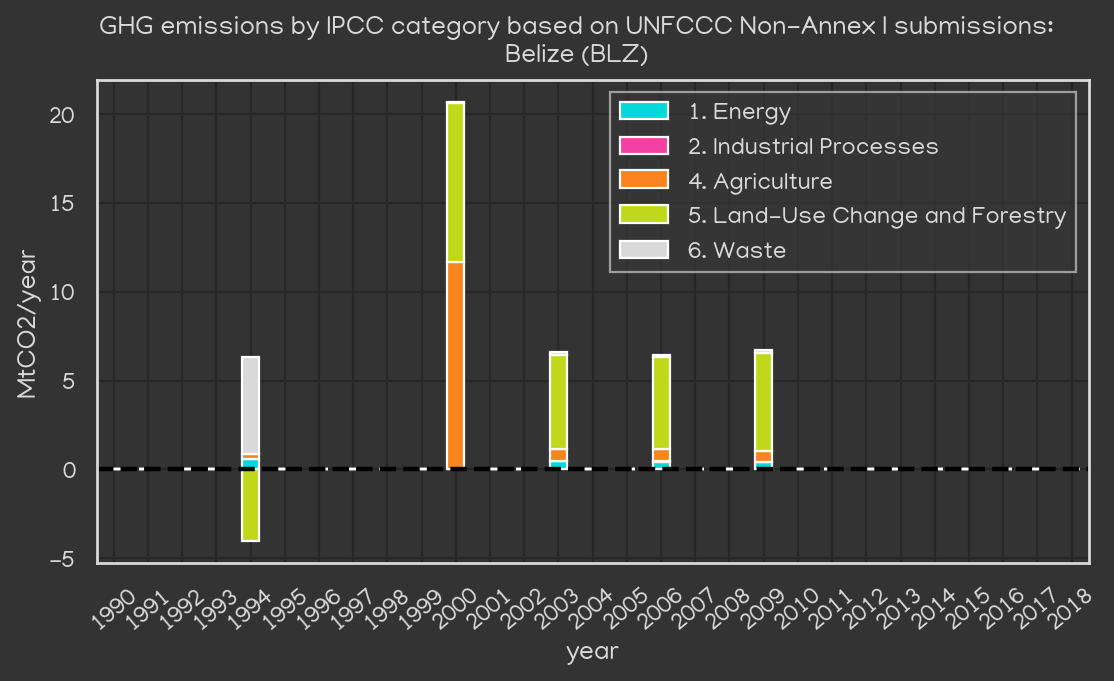 GHG emissions by IPCC category based on UNFCCC Non-Annex I submissions:
Belize (BLZ)
20
15
10
5
0
-5
MtCO2/year
1. Energy
2. Industrial Processes
4. Agriculture
5. Land-Use Change and Forestry
6. Waste
1990 1991 1992 1993 1994 1995 1996 1997 1998 1999 2000 2001 2002 2003 2004 2005 2006 2007 2008 2009 2010 2011 2012 2013 2014 2015 2016 2017 2018
year